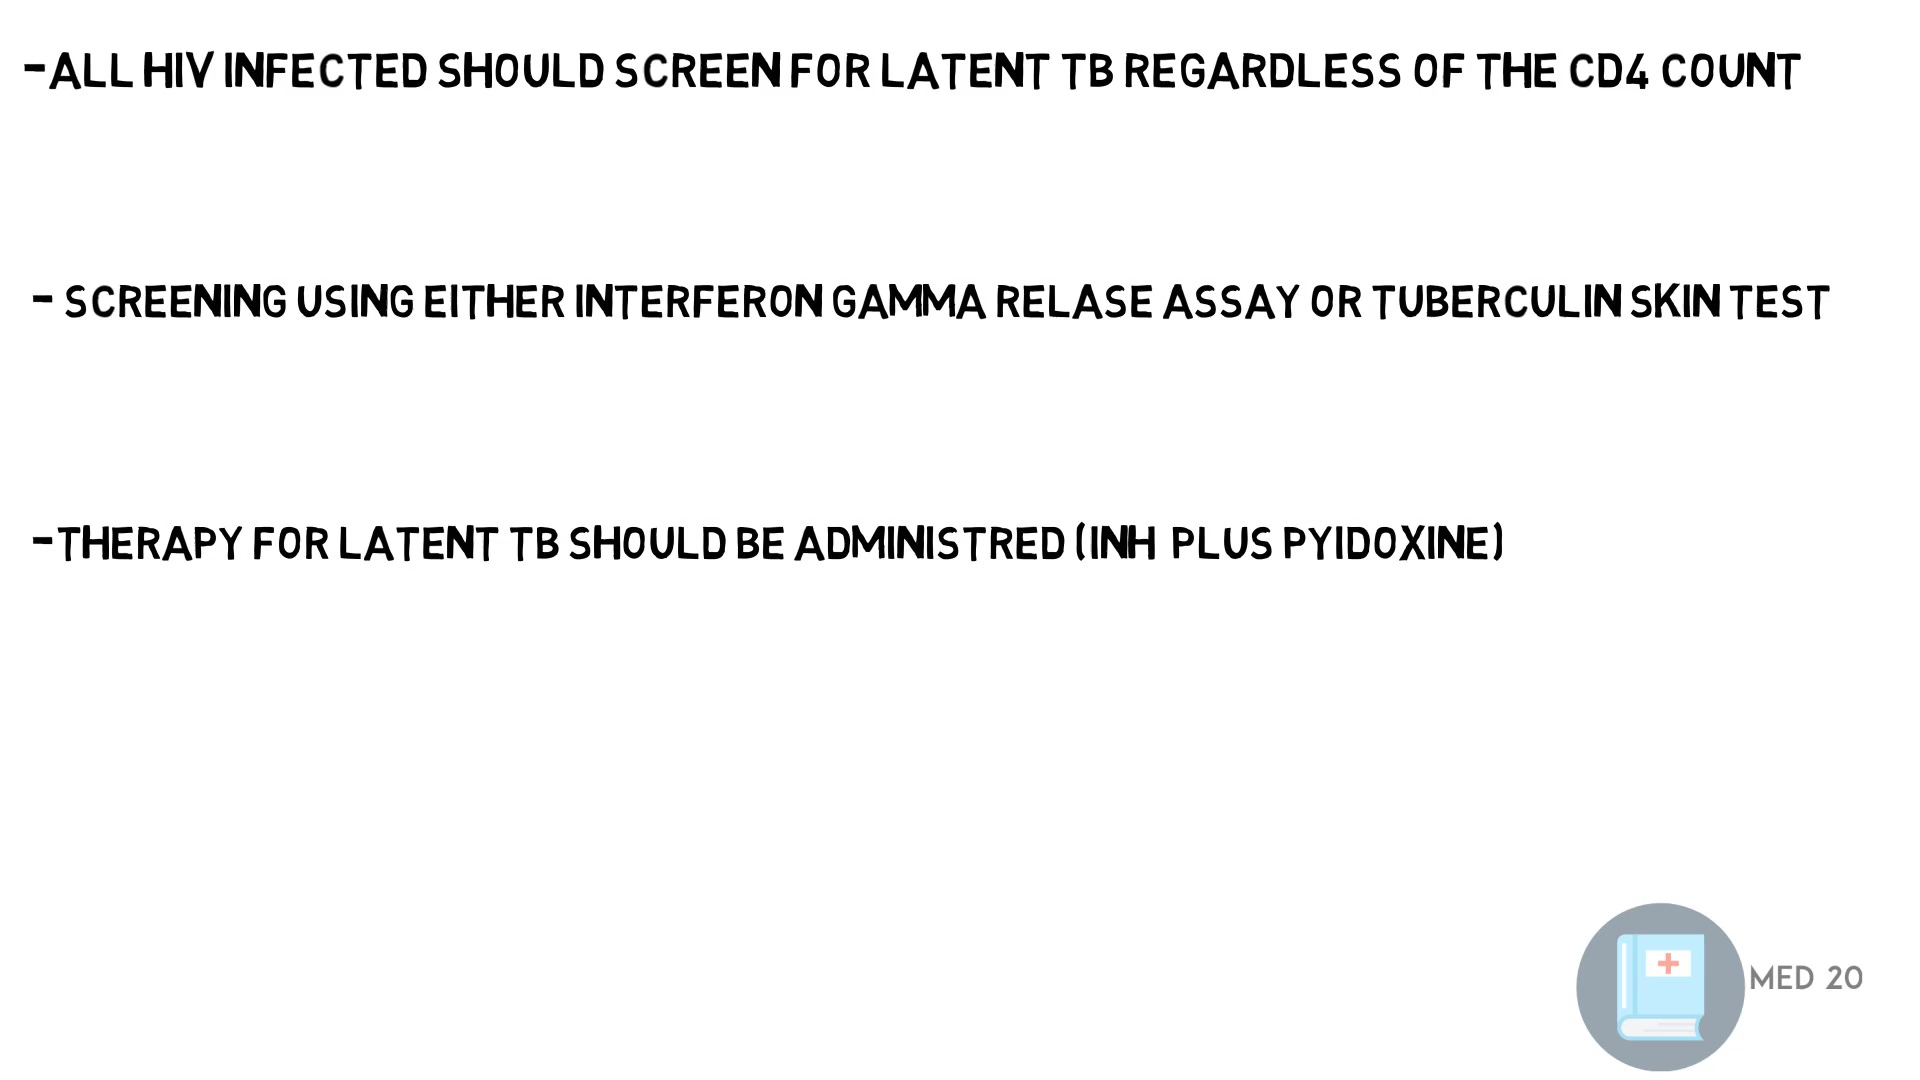 -ALL HIV INFECTED SHOULD SCREEN FOR LATENT TB REGARDLESS OF THE CD4 COUNT
- SCREENING USING EITHER INTERFERON GAMMA RELASE ASSAY OR TUBERCULIN SKIN TEST
-THERAPY FOR LATENT TB SHOULD BE ADMINISTRED (INH PLUS PYIDOXINE)
MED 20